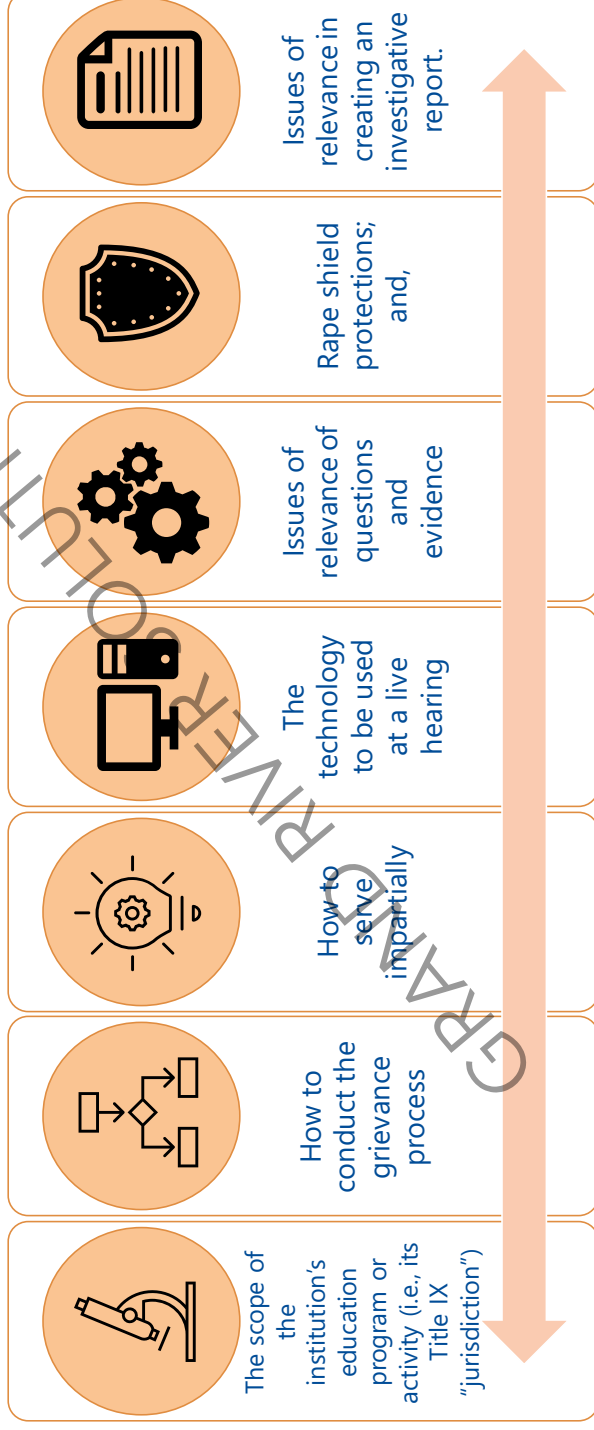 The scope of
the
institution's
education
program or
activity (i.e., its
Title IX
“jurisdiction”)
How to
conduct the
grievance
process
How to
serve
impartially
The
technology
to be used
at a live
hearing
Issues of
relevance of
questions
and
evidence
Rape shield
protections;
and,
Issues of
relevance in
creating an
investigative
report.
GRAND RIVER